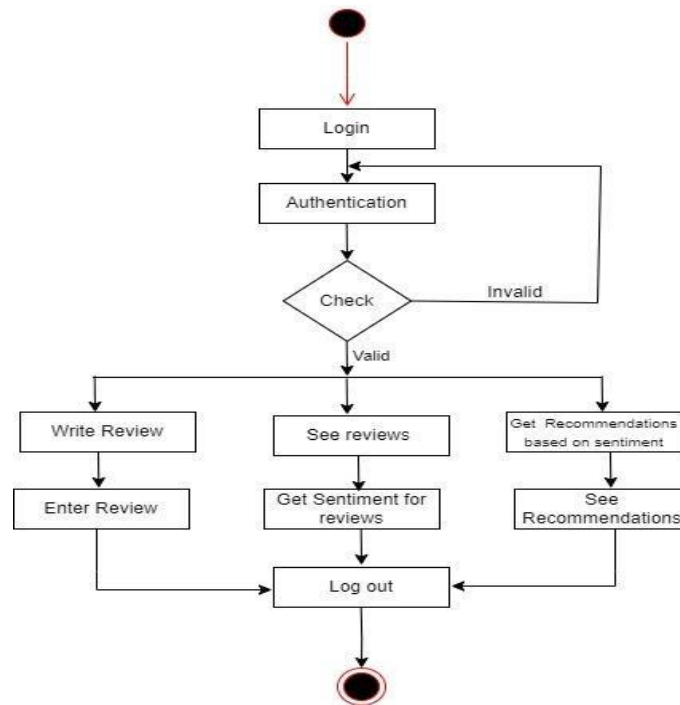 Login
Authentication
Check
Invalid
Valid
Write Review
See reviews
Get Recommendations
based on sentiment
Enter Review
Get Sentiment for
reviews
See
Recommendations
Log out